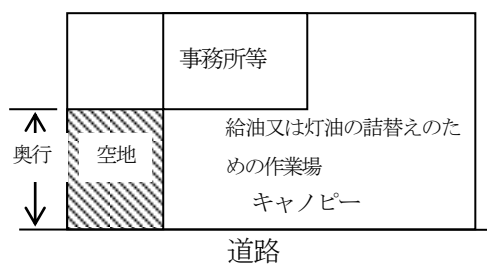 事務所等
給油又は灯油の詰替えのた
めの作業場
奥行
空地
キャノピー
道路